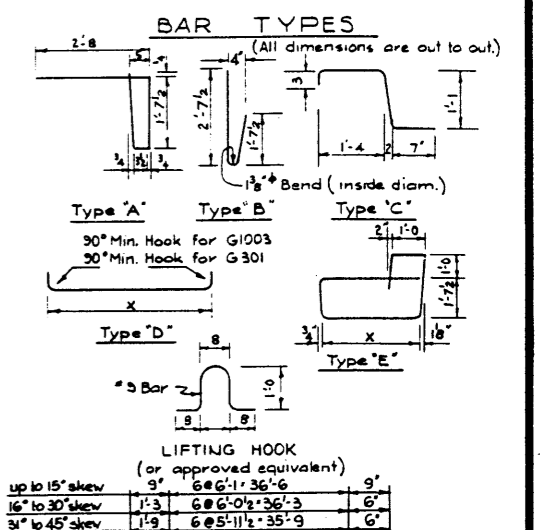 BAR TYPES
(All dimensions are out to out.)
2'-8
5
4
1'-7½
¾ 3½ ¾
4"
2'-7½
1'-7½
1⅜"ϕ Bend (inside diam.)
3
1'-1
1'-4 2 7"
Type "A" Type "B" Type "C"
90° Min. Hook for G1003
90° Min. Hook for G301
X
Type "D"
2" 1'-0
1'-0
1'-7½
¾" X 1⅛"
Type "E"
8
#9 Bar
1'-0
8 8
LIFTING HOOK
(or approved equivalent)
up to 15° skew 9" 6@6'-1=36'-6 9"
16° to 30° skew 1'-3 6@6'-0½=36'-3 6"
31° to 45° skew 1'-9 6@5'-11½=35'-9 6"